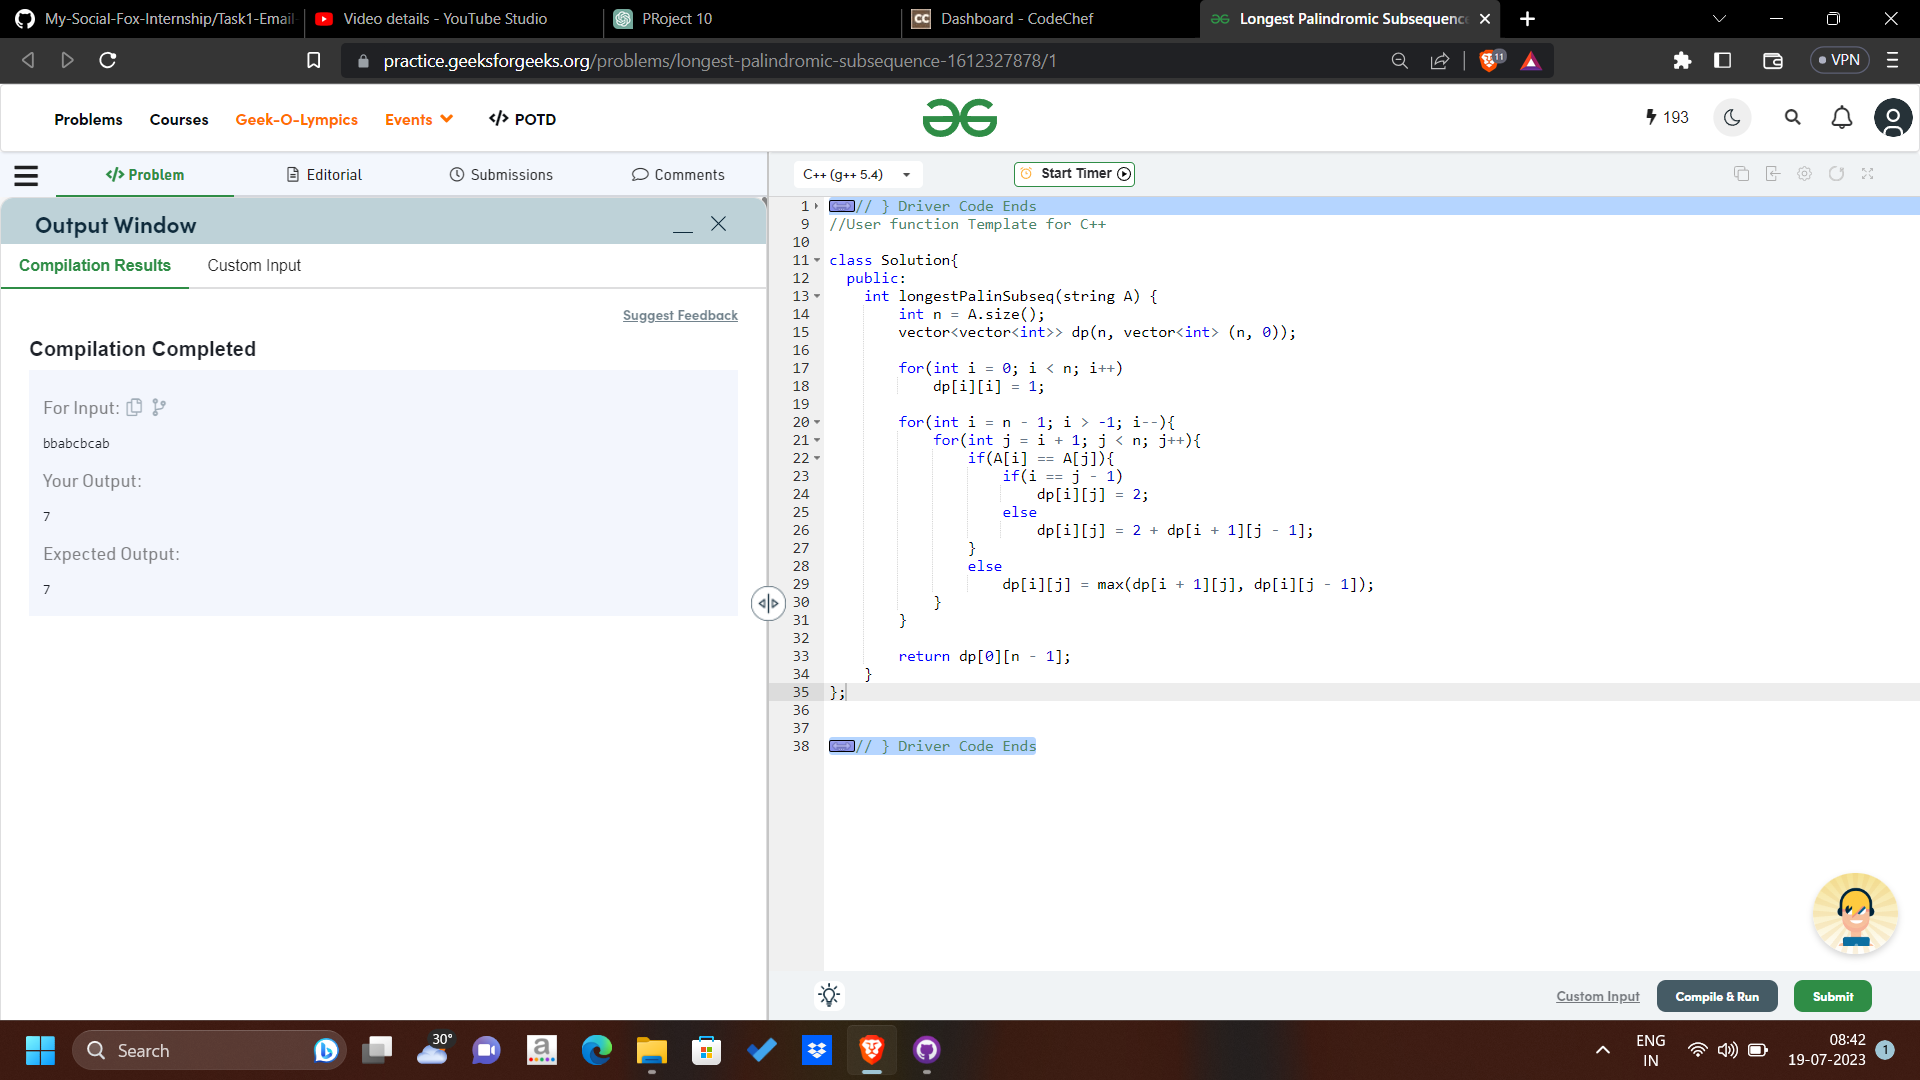 My-Social-Fox-Internship/Task1-Email
Video details - YouTube Studio
PRoject 10
CC Dashboard - CodeChef
Longest Palindromic Subsequenc
practice.geeksforgeeks.org/problems/longest-palindromic-subsequence-1612327878/1
11
VPN
Problems
Courses
Geek-O-Lympics
Events
</> POTD
193
</> Problem
Editorial
Submissions
Comments
C++ (g++ 5.4)
Start Timer
Output Window
Compilation Results
Custom Input
Suggest Feedback
Compilation Completed
For Input:
bbabcbcab
Your Output:
7
Expected Output:
7
1 // } Driver Code Ends
9 //User function Template for C++
10
11 class Solution{
12 public:
13 int longestPalinSubseq(string A) {
14 int n = A.size();
15 vector<vector<int>> dp(n, vector<int> (n, 0));
16
17 for(int i = 0; i < n; i++)
18 dp[i][i] = 1;
19
20 for(int i = n - 1; i > -1; i--){
21 for(int j = i + 1; j < n; j++){
22 if(A[i] == A[j]){
23 if(i == j - 1)
24 dp[i][j] = 2;
25 else
26 dp[i][j] = 2 + dp[i + 1][j - 1];
27 }
28 else
29 dp[i][j] = max(dp[i + 1][j], dp[i][j - 1]);
30 }
31 }
32
33 return dp[0][n - 1];
34 }
35 };
36
37
38 // } Driver Code Ends
Custom Input
Compile & Run
Submit
Search
30°
a
ENG
IN
08:42
19-07-2023
1